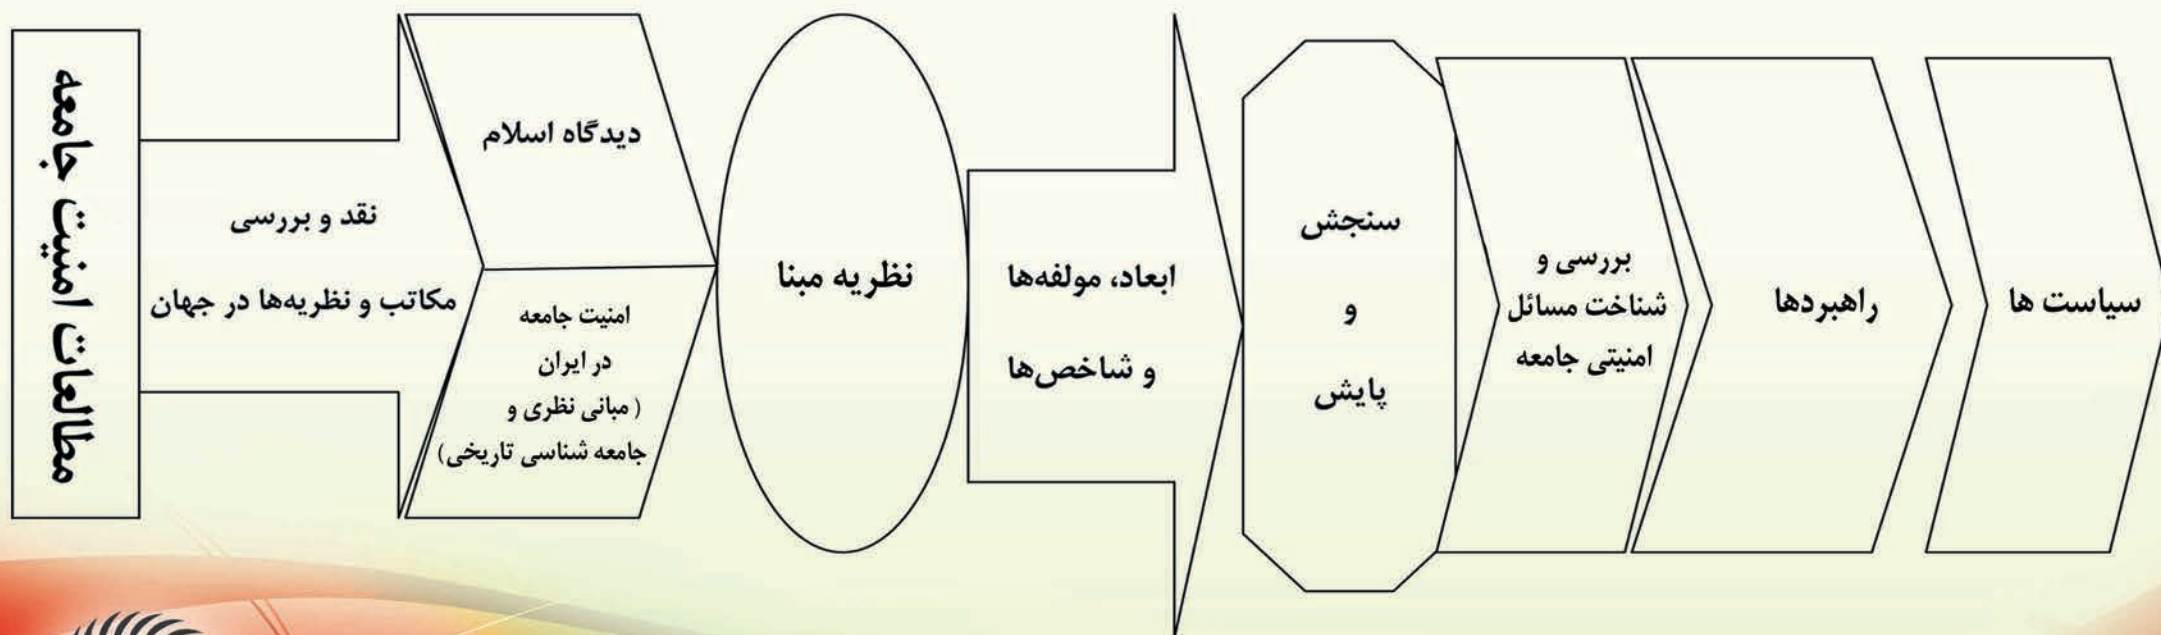 مطالعات امنیت جامعه
نقد و بررسی
مکاتب و نظریه‌ها در جهان
دیدگاه اسلام
امنیت جامعه
در ایران
( مبانی نظری و
جامعه شناسی تاریخی)
نظریه مبنا
ابعاد، مولفه‌ها
و شاخص‌ها
سنجش
و
پایش
بررسی و
شناخت مسائل
امنیتی جامعه
راهبردها
سیاست ها